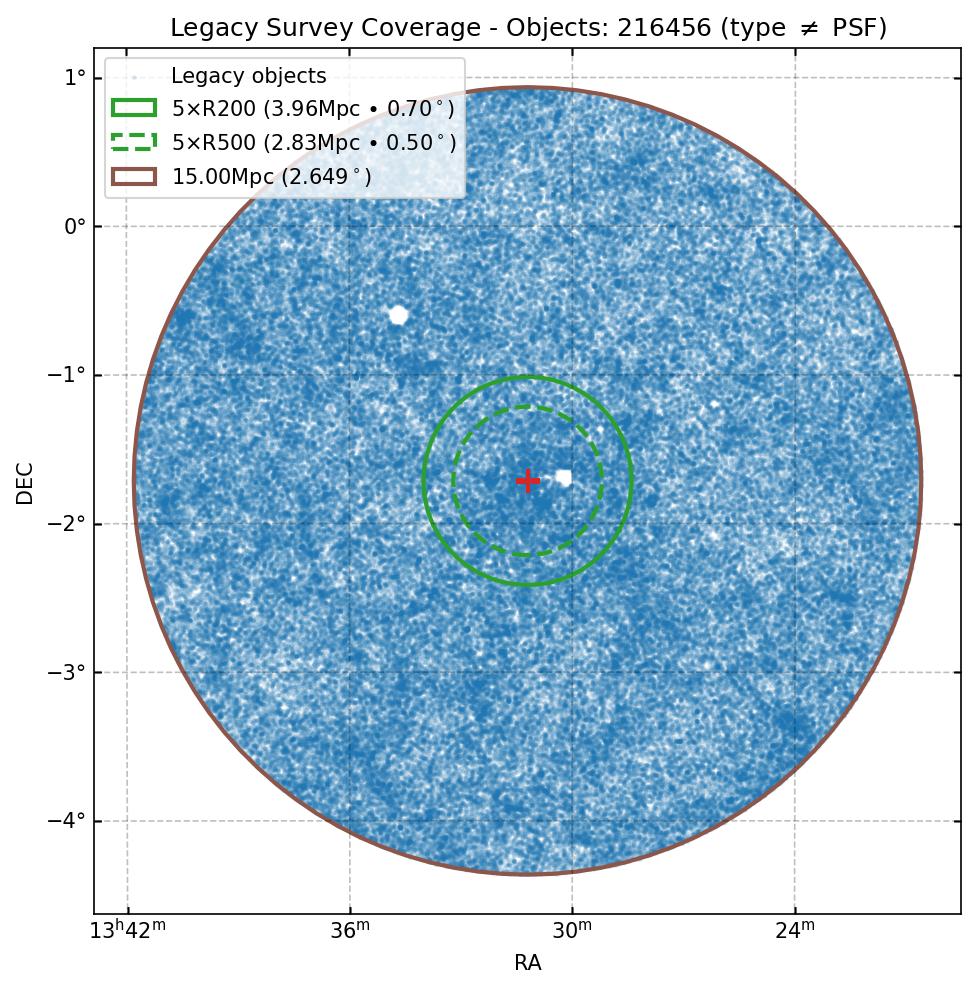 Legacy Survey Coverage - Objects: 216456 (type ≠ PSF)
Legacy objects
5×R200 (3.96Mpc • 0.70°)
5×R500 (2.83Mpc • 0.50°)
15.00Mpc (2.649°)
1°
0°
−1°
−2°
−3°
−4°
DEC
13ʰ42ᵐ 36ᵐ 30ᵐ 24ᵐ
RA